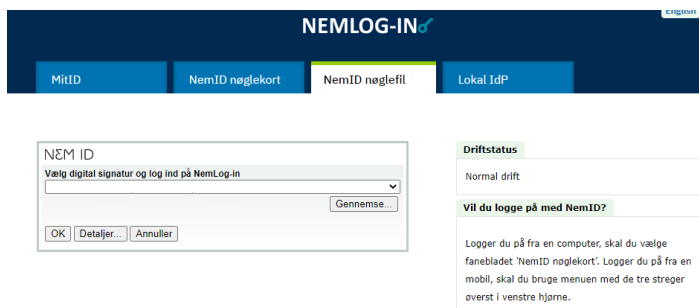 English
NEMLOG-IN
MitID
NemID nøglekort
NemID nøglefil
Lokal IdP
NEM ID
Vælg digital signatur og log ind på NemLog-in
Gennemse...
OK
Detaljer...
Annuller
Driftstatus
Normal drift
Vil du logge på med NemID?
Logger du på fra en computer, skal du vælge
fanebladet 'NemID nøglekort'. Logger du på fra en
mobil, skal du bruge menuen med de tre streger
øverst i venstre hjørne.